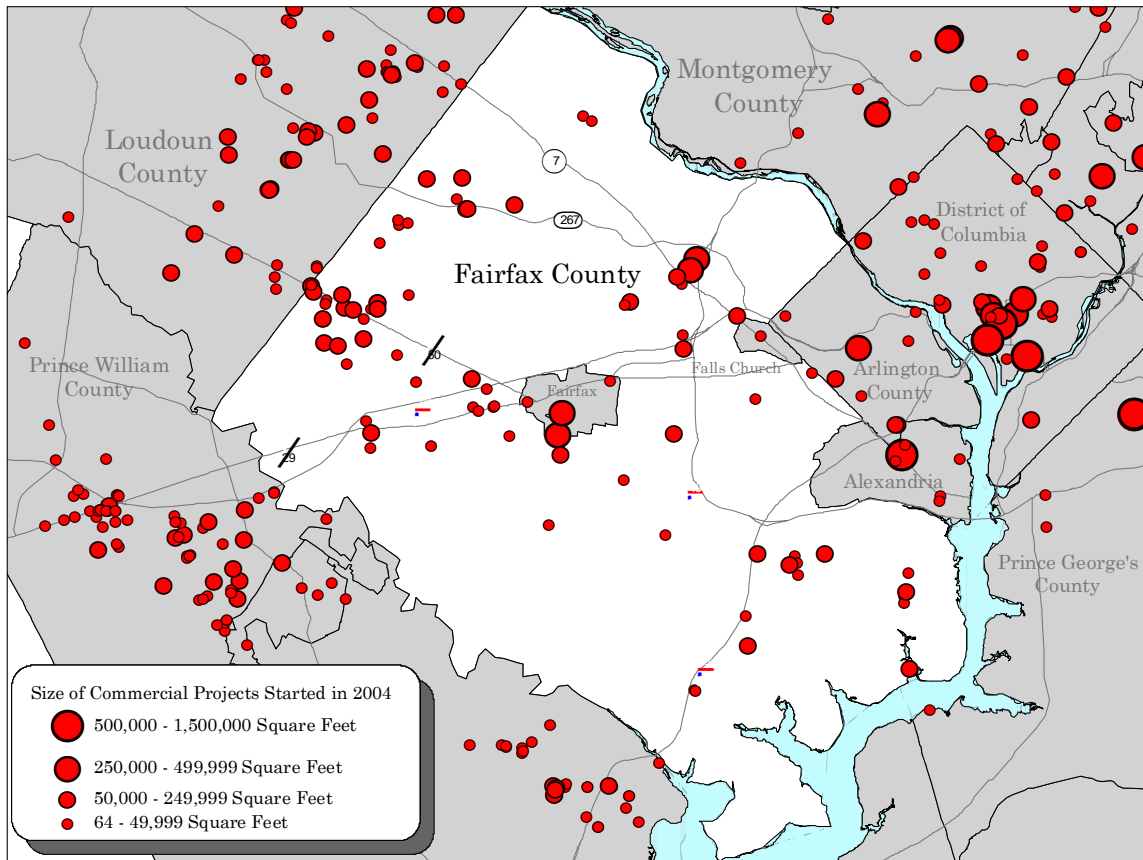 Montgomery
County
Loudoun
County
7
District of
Columbia
267
Fairfax County
Prince William
County
60
Falls Church
Arlington
County
Fairfax
29
Alexandria
Prince George's
County
Size of Commercial Projects Started in 2004
500,000 - 1,500,000 Square Feet
250,000 - 499,999 Square Feet
50,000 - 249,999 Square Feet
64 - 49,999 Square Feet